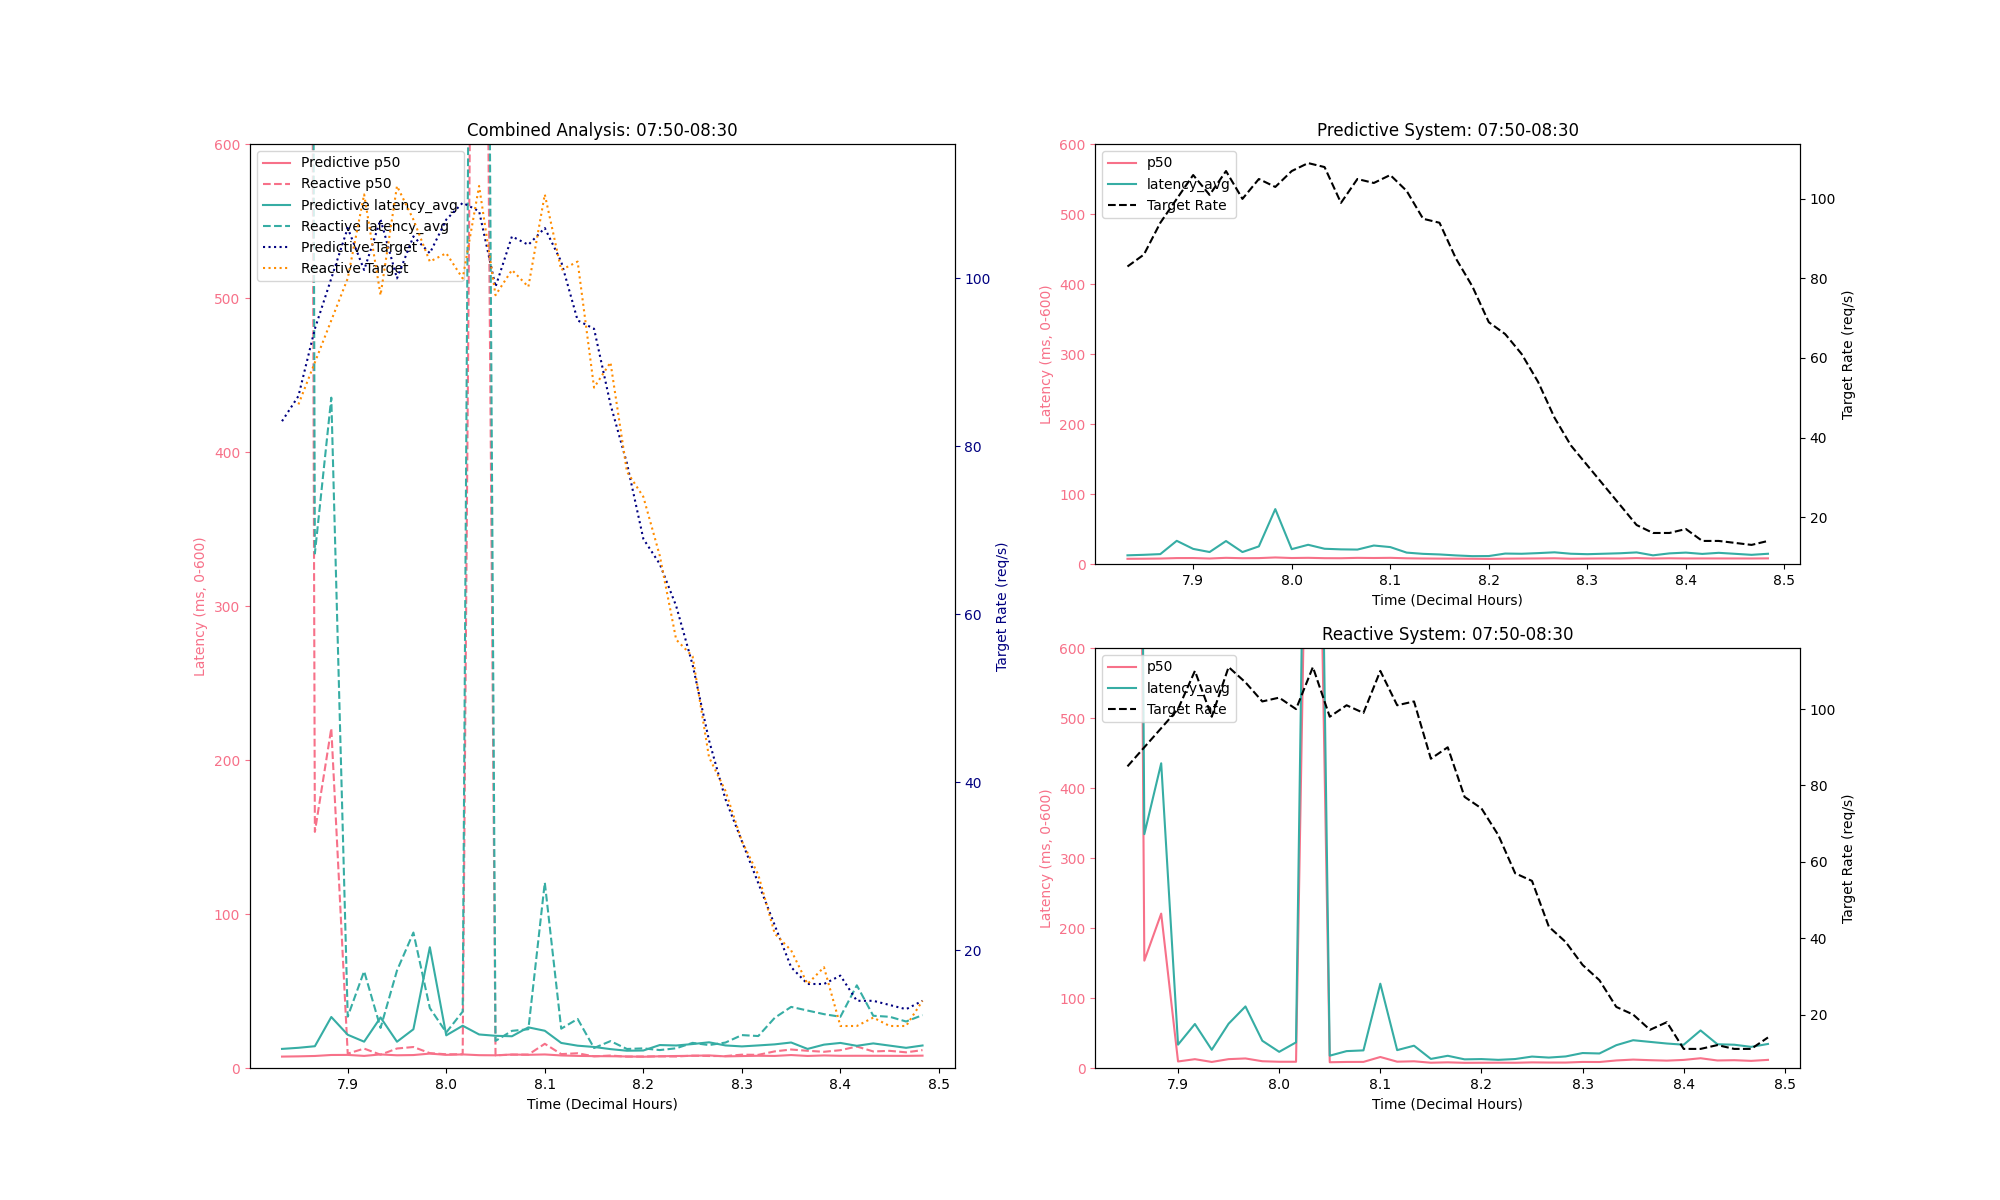 Combined Analysis: 07:50-08:30
Predictive p50
Reactive p50
Predictive latency_avg
Reactive latency_avg
Predictive Target
Reactive Target
600
500
400
300
200
100
0
Latency (ms, 0-600)
100
80
60
40
20
Target Rate (req/s)
7.9 8.0 8.1 8.2 8.3 8.4 8.5
Time (Decimal Hours)
Predictive System: 07:50-08:30
p50
latency_avg
Target Rate
600
500
400
300
200
100
0
Latency (ms, 0-600)
100
80
60
40
20
Target Rate (req/s)
7.9 8.0 8.1 8.2 8.3 8.4 8.5
Time (Decimal Hours)
Reactive System: 07:50-08:30
p50
latency_avg
Target Rate
600
500
400
300
200
100
0
Latency (ms, 0-600)
100
80
60
40
20
Target Rate (req/s)
7.9 8.0 8.1 8.2 8.3 8.4 8.5
Time (Decimal Hours)